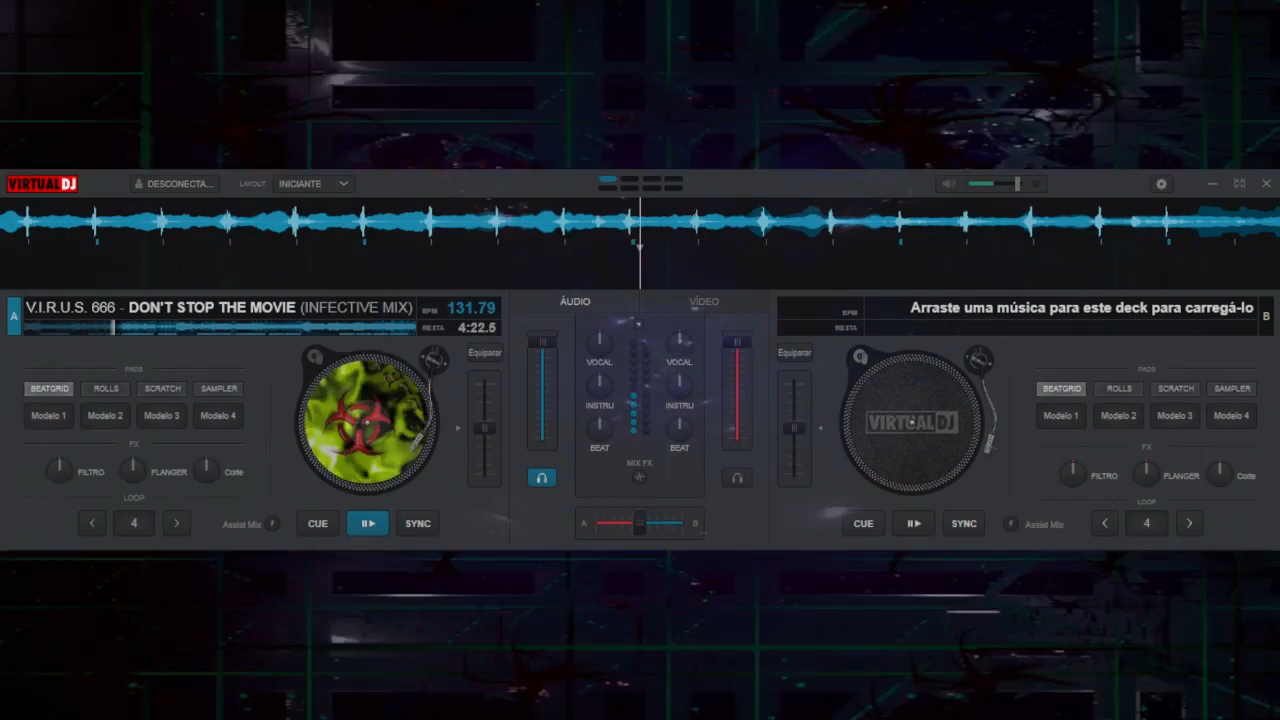 VIRTUALDJ
DESCONECTA...
LAYOUT
INICIANTE
V.I.R.U.S. 666 - DON'T STOP THE MOVIE (INFECTIVE MIX)
BPM 131.79
RESTA 4:22.5
A
ÁUDIO
VÍDEO
BPM
RESTA
Arraste uma música para este deck para carregá-lo
B
Equiparar
PADS
BEATGRID ROLLS SCRATCH SAMPLER
Modelo 1 Modelo 2 Modelo 3 Modelo 4
FX
FILTRO FLANGER Corte
LOOP
4
Assist Mix
CUE
SYNC
VOCAL VOCAL
INSTRU INSTRU
BEAT BEAT
MIX FX
A B
Equiparar
VIRTUALDJ
PADS
BEATGRID ROLLS SCRATCH SAMPLER
Modelo 1 Modelo 2 Modelo 3 Modelo 4
FX
FILTRO FLANGER Corte
LOOP
CUE
SYNC
Assist Mix
4